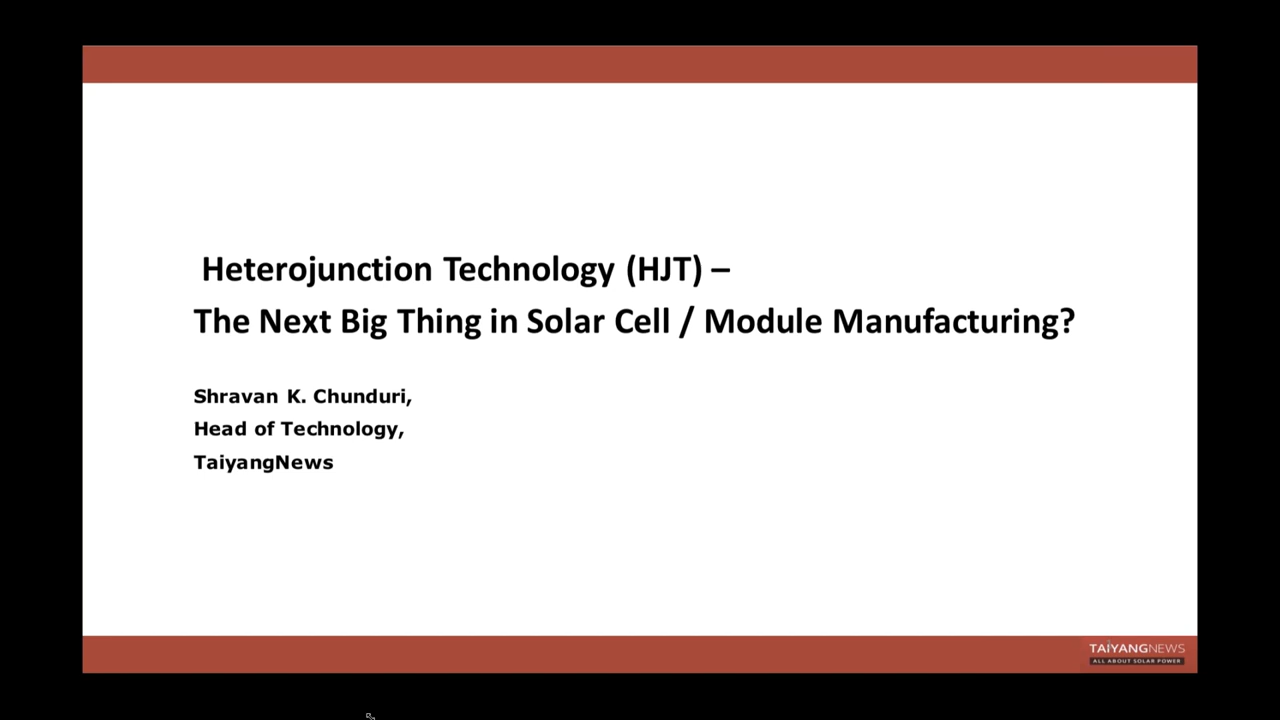 Heterojunction Technology (HJT) –
The Next Big Thing in Solar Cell / Module Manufacturing?
Shravan K. Chunduri,
Head of Technology,
TaiyangNews
TAIYANGNEWS
ALL ABOUT SOLAR POWER